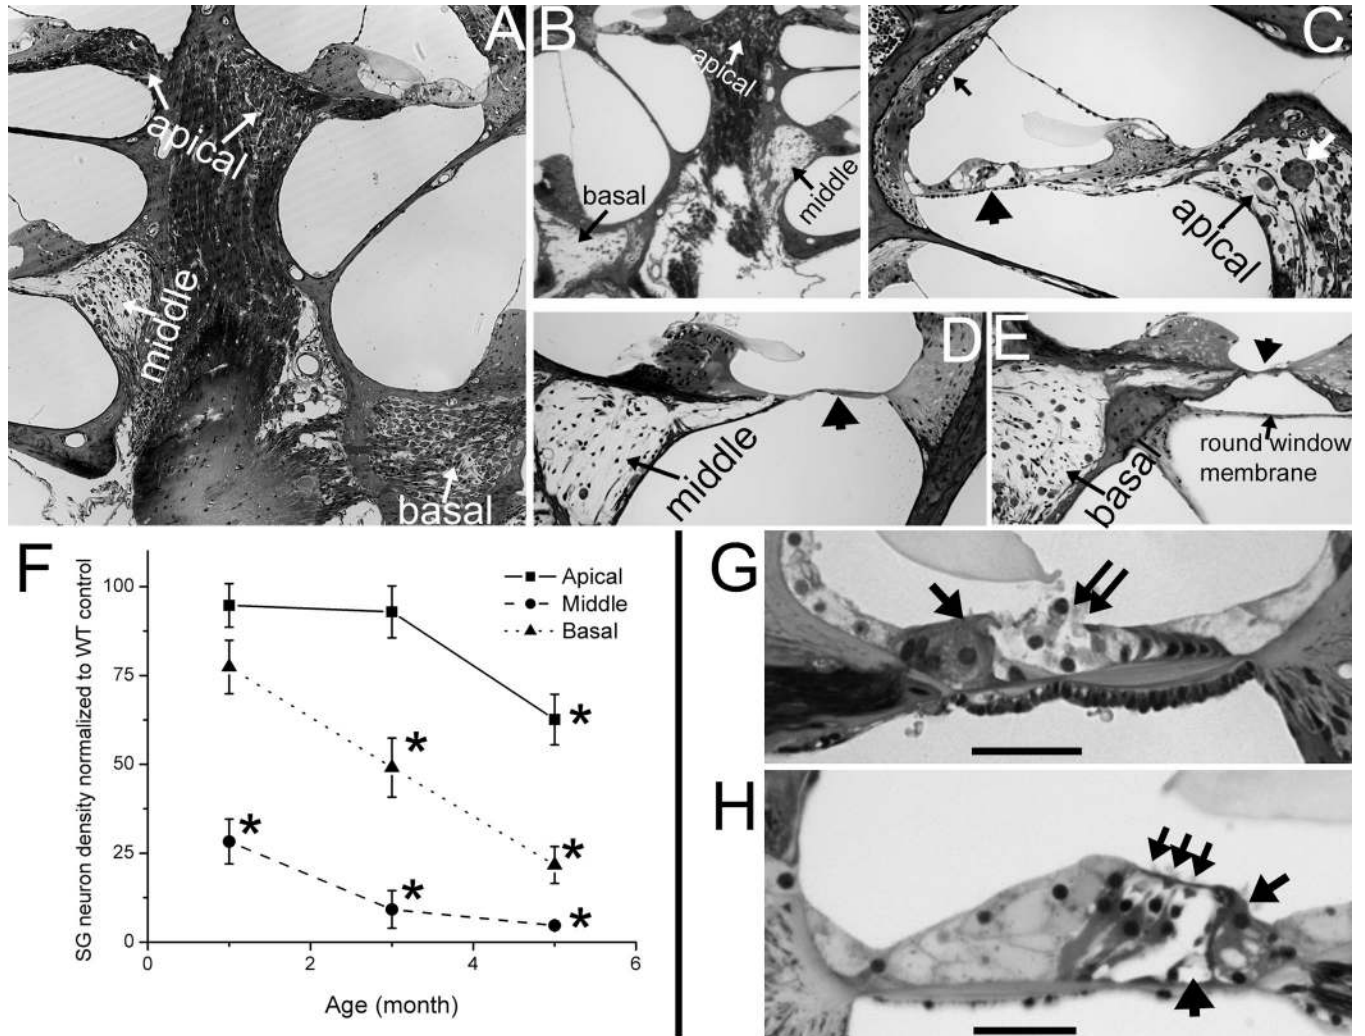 A
apical
middle
basal
B
apical
basal
middle
C
apical
D
middle
E
basal
round window
membrane
F
SG neuron density normalized to WT control
100
75
50
25
0
Apical
Middle
Basal
*
*
*
*
*
*
0
2
4
6
Age (month)
G
H